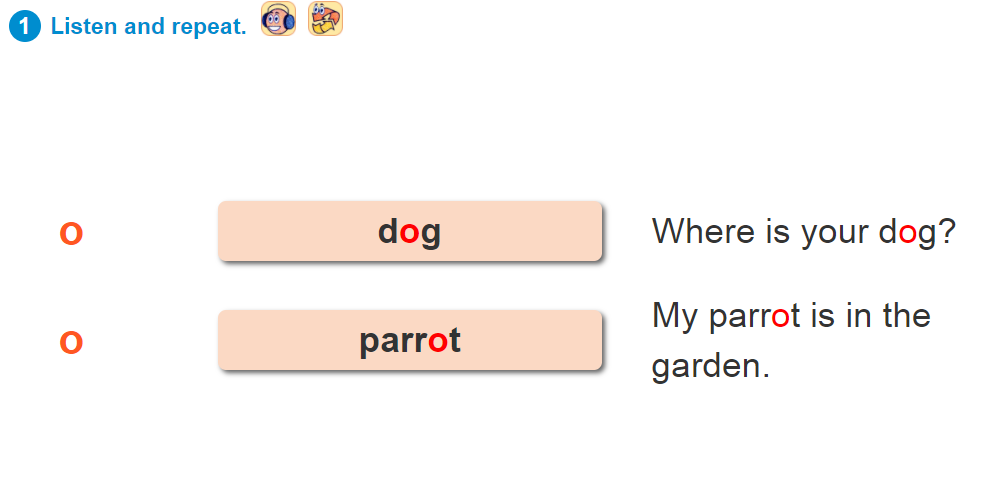 1 Listen and repeat.
o dog Where is your dog?
o parrot My parrot is in the
garden.